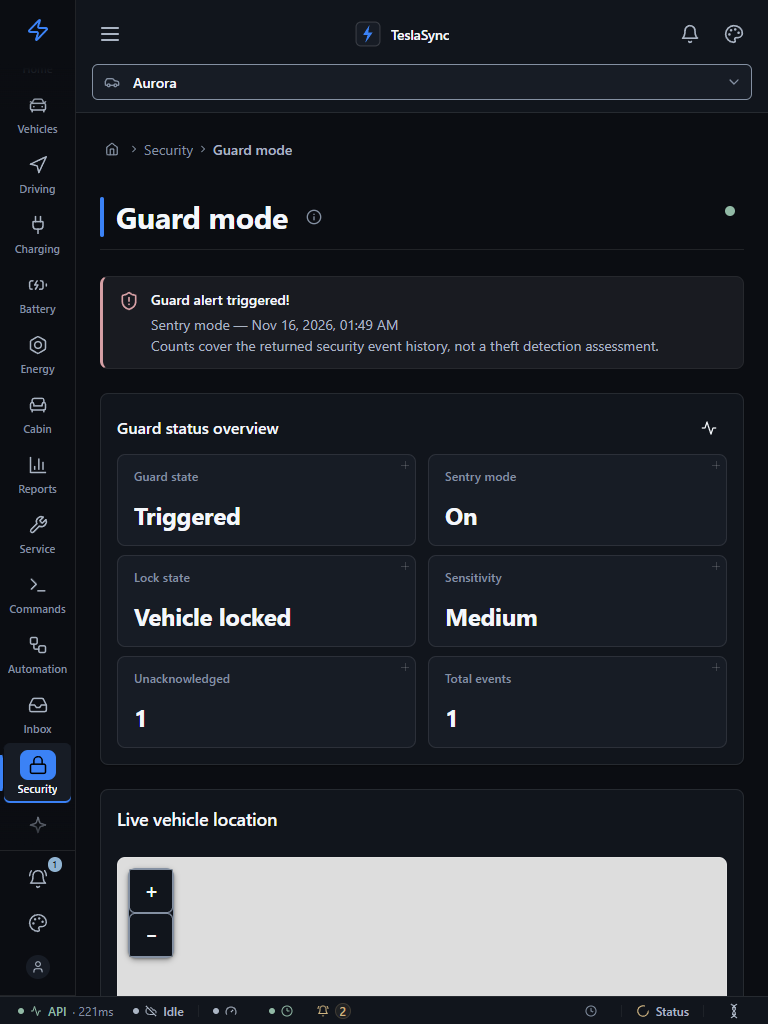 TeslaSync
Aurora
Vehicles
Driving
Charging
Battery
Energy
Cabin
Reports
Service
Commands
Automation
Inbox
Security
1
Security
Guard mode
Guard mode
Guard alert triggered!
Sentry mode — Nov 16, 2026, 01:49 AM
Counts cover the returned security event history, not a theft detection assessment.
Guard status overview
Guard state
Triggered
Sentry mode
On
Lock state
Vehicle locked
Sensitivity
Medium
Unacknowledged
1
Total events
1
Live vehicle location
+
−
API · 221ms
Idle
2
Status